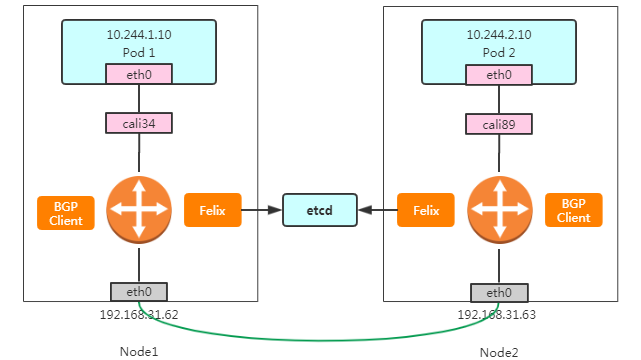 10.244.1.10
Pod 1
eth0
cali34
BGP
Client
Felix
eth0
192.168.31.62
Node1
etcd
10.244.2.10
Pod 2
eth0
cali89
Felix
BGP
Client
eth0
192.168.31.63
Node2